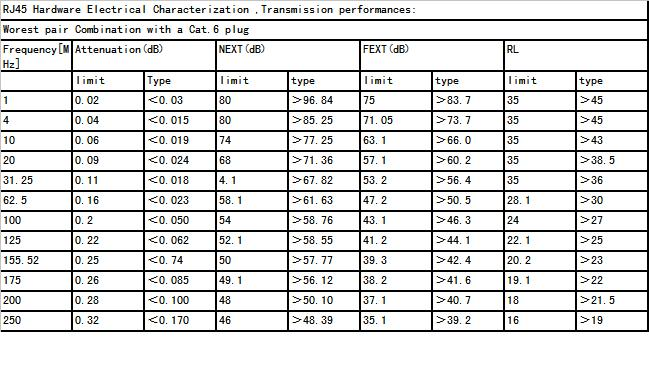 RJ45 Hardware Electrical Characterization ,Transmission performances:
Worest pair Combination with a Cat.6 plug
Frequency[MHz] Attenuation(dB) NEXT(dB) FEXT(dB) RL
limit Type limit type limit type limit type
1 0.02 ＜0.03 80 ＞96.84 75 ＞83.7 35 ＞45
4 0.04 ＜0.015 80 ＞85.25 71.05 ＞73.7 35 ＞45
10 0.06 ＜0.019 74 ＞77.25 63.1 ＞66.0 35 ＞43
20 0.09 ＜0.024 68 ＞71.36 57.1 ＞60.2 35 ＞38.5
31.25 0.11 ＜0.018 4.1 ＞67.82 53.2 ＞56.4 35 ＞36
62.5 0.16 ＜0.023 58.1 ＞61.63 47.2 ＞50.5 28.1 ＞30
100 0.2 ＜0.050 54 ＞58.76 43.1 ＞46.3 24 ＞27
125 0.22 ＜0.062 52.1 ＞58.55 41.2 ＞44.1 22.1 ＞25
155.52 0.25 ＜0.74 50 ＞57.77 39.3 ＞42.4 20.2 ＞23
175 0.26 ＜0.085 49.1 ＞56.12 38.2 ＞41.6 19.1 ＞22
200 0.28 ＜0.100 48 ＞50.10 37.1 ＞40.7 18 ＞21.5
250 0.32 ＜0.170 46 ＞48.39 35.1 ＞39.2 16 ＞19